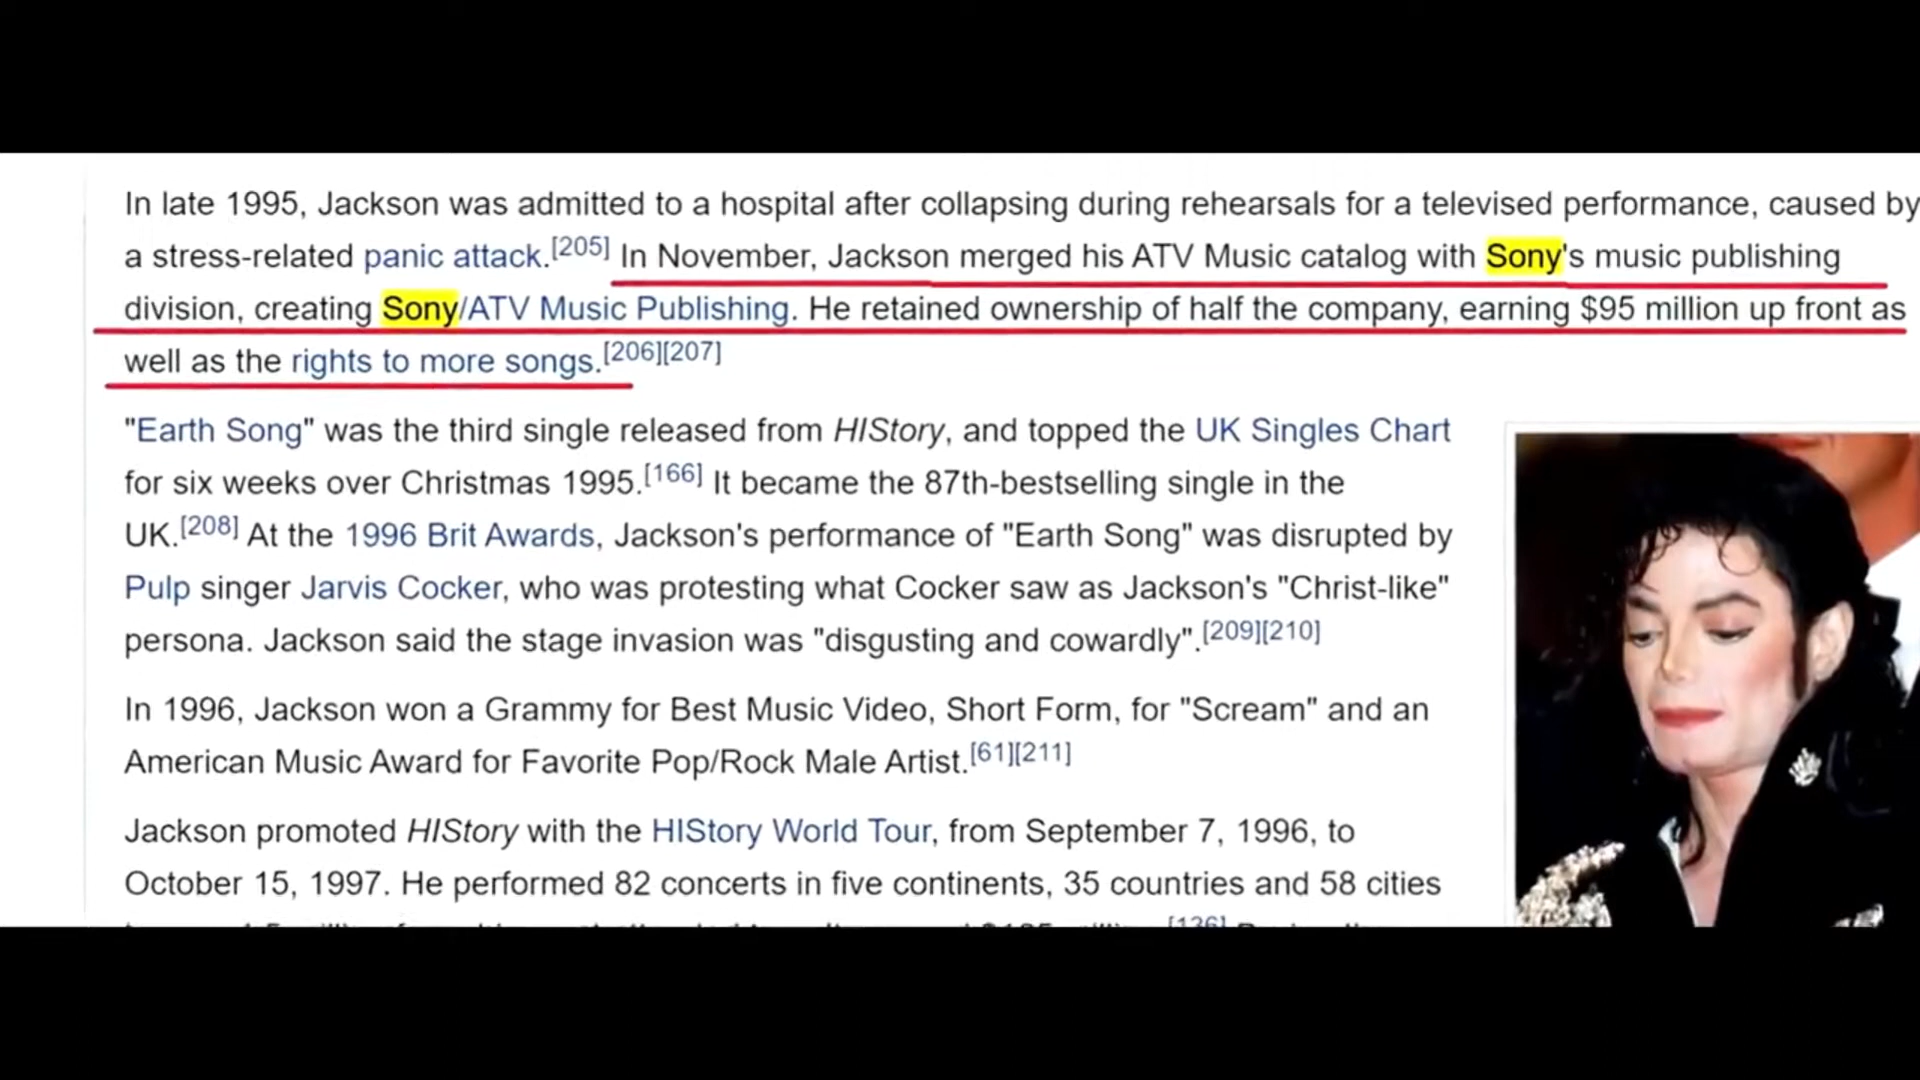 In late 1995, Jackson was admitted to a hospital after collapsing during rehearsals for a televised performance, caused by
a stress-related panic attack.[205] In November, Jackson merged his ATV Music catalog with Sony's music publishing
division, creating Sony/ATV Music Publishing. He retained ownership of half the company, earning $95 million up front as
well as the rights to more songs.[206][207]
"Earth Song" was the third single released from HIStory, and topped the UK Singles Chart
for six weeks over Christmas 1995.[166] It became the 87th-bestselling single in the
UK.[208] At the 1996 Brit Awards, Jackson's performance of "Earth Song" was disrupted by
Pulp singer Jarvis Cocker, who was protesting what Cocker saw as Jackson's "Christ-like"
persona. Jackson said the stage invasion was "disgusting and cowardly".[209][210]
In 1996, Jackson won a Grammy for Best Music Video, Short Form, for "Scream" and an
American Music Award for Favorite Pop/Rock Male Artist.[61][211]
Jackson promoted HIStory with the HIStory World Tour, from September 7, 1996, to
October 15, 1997. He performed 82 concerts in five continents, 35 countries and 58 cities